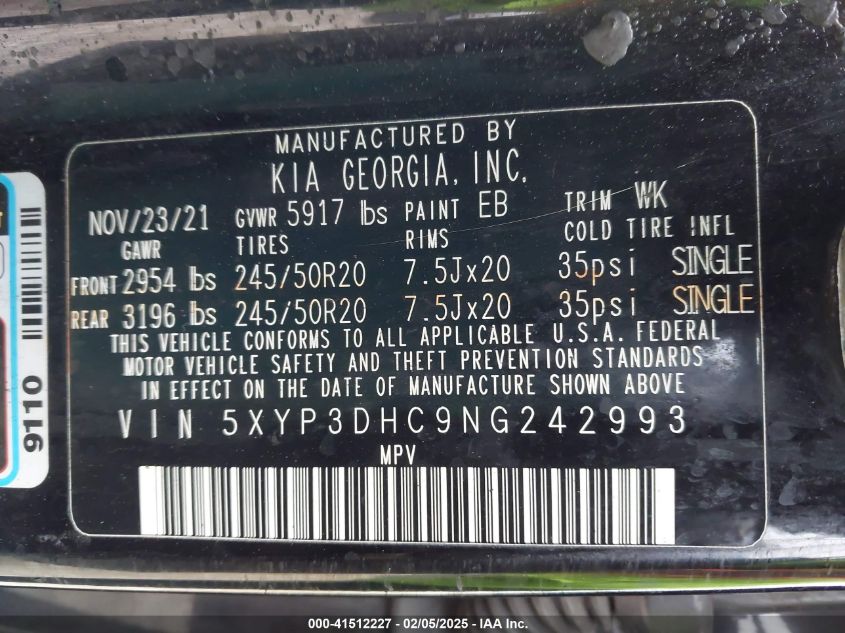 MANUFACTURED BY
KIA GEORGIA, INC.
NOV/23/21 GVWR 5917 lbs PAINT EB TRIM WK
GAWR TIRES RIMS COLD TIRE INFL
FRONT 2954 lbs 245/50R20 7.5Jx20 35psi SINGLE
REAR 3196 lbs 245/50R20 7.5Jx20 35psi SINGLE
THIS VEHICLE CONFORMS TO ALL APPLICABLE U.S.A. FEDERAL
MOTOR VEHICLE SAFETY AND THEFT PREVENTION STANDARDS
IN EFFECT ON THE DATE OF MANUFACTURE SHOWN ABOVE
VIN 5XYP3DHC9NG242993
MPV
9110
000-41512227 - 02/05/2025 - IAA Inc.